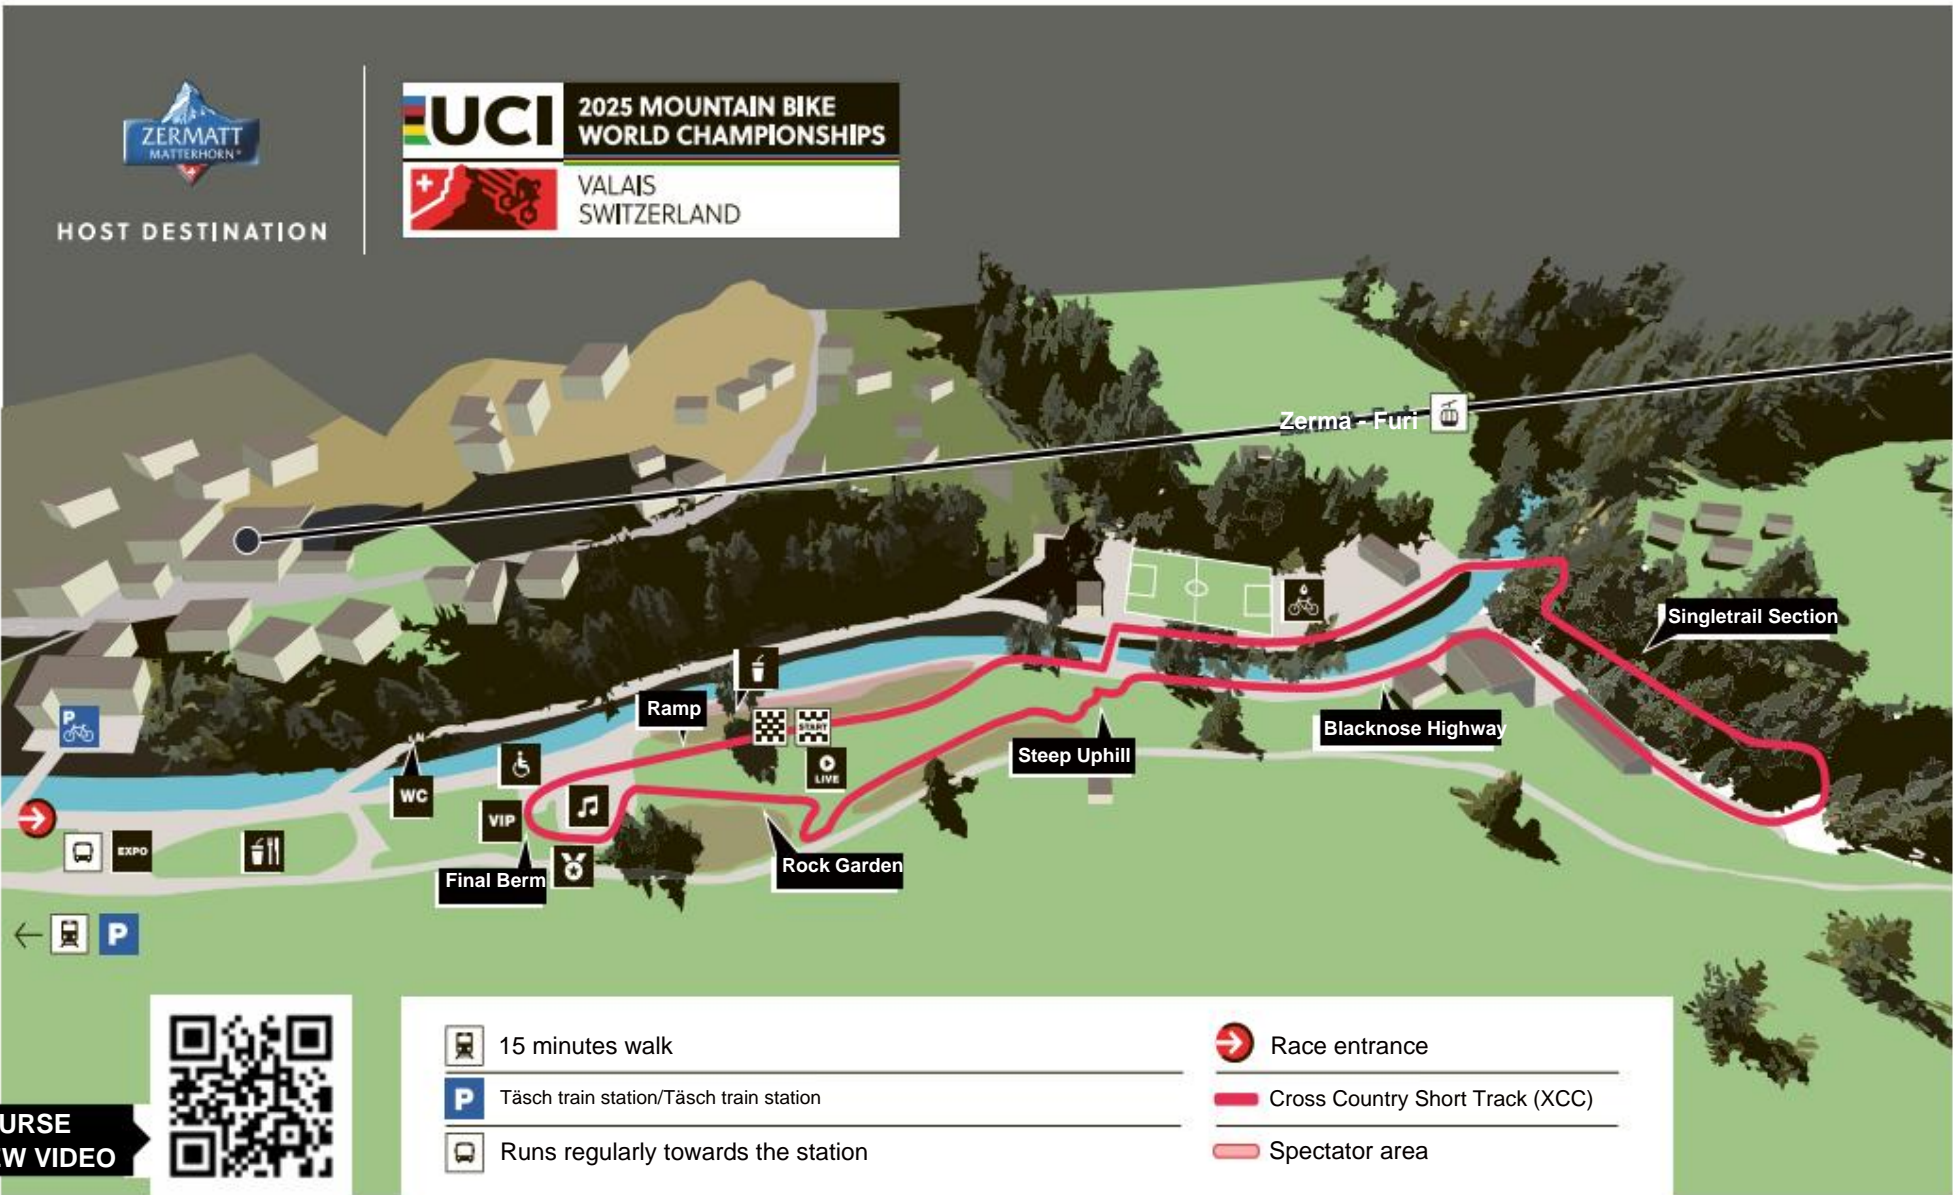 ZERMATT
MATTERHORN®
HOST DESTINATION
UCI
2025 MOUNTAIN BIKE
WORLD CHAMPIONSHIPS
VALAIS
SWITZERLAND
Zerma - Furi
Singletrail Section
Ramp
START
LIVE
Steep Uphill
Blacknose Highway
P
WC
VIP
EXPO
Final Berm
Rock Garden
P
15 minutes walk
Race entrance
P
Täsch train station/Täsch train station
Cross Country Short Track (XCC)
Runs regularly towards the station
Spectator area
URSE
W VIDEO